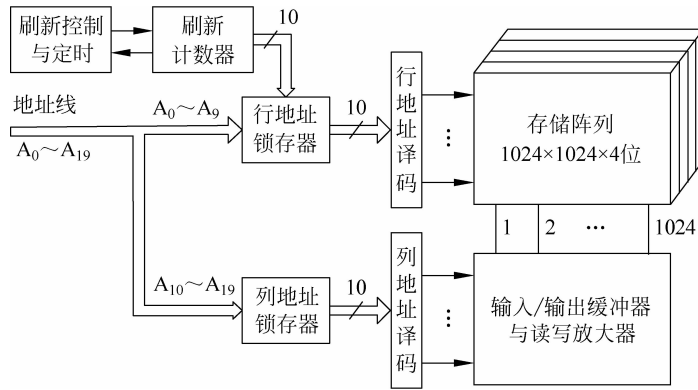 刷新控制
与定时
刷新
计数器
10
地址线
A₀～A₁₉
A₀～A₉
行地址
锁存器
10
行地址译码
⋮
存储阵列
1024×1024×4位
1
2
…
1024
A₁₀～A₁₉
列地址
锁存器
10
列地址译码
⋮
输入/输出缓冲器
与读写放大器